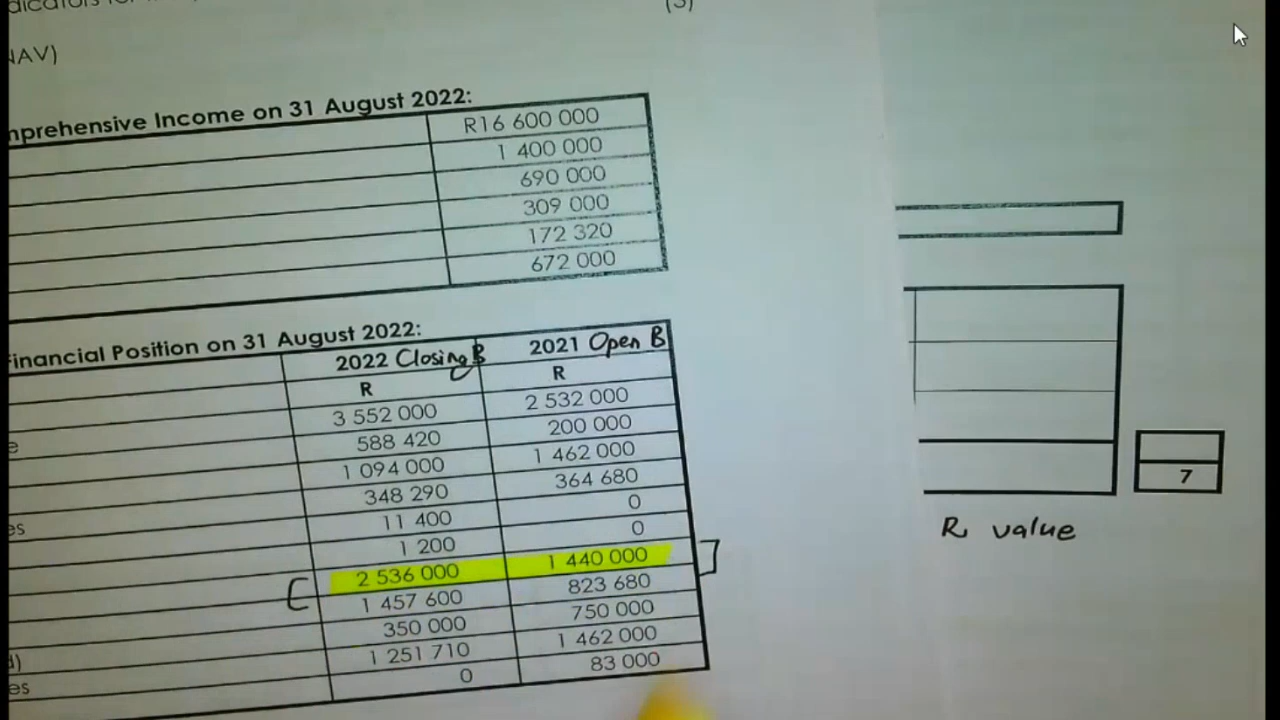 (3)
NAV)
mprehensive Income on 31 August 2022:
R16 600 000
1 400 000
690 000
309 000
172 320
672 000
Financial Position on 31 August 2022:
2022 Closing B 2021 Open B
R R
3 552 000 2 532 000
e 588 420 200 000
1 094 000 1 462 000
348 290 364 680
es 11 400 0
1 200 0
2 536 000 1 440 000
1 457 600 823 680
350 000 750 000
d) 1 251 710 1 462 000
es 0 83 000
7
R value